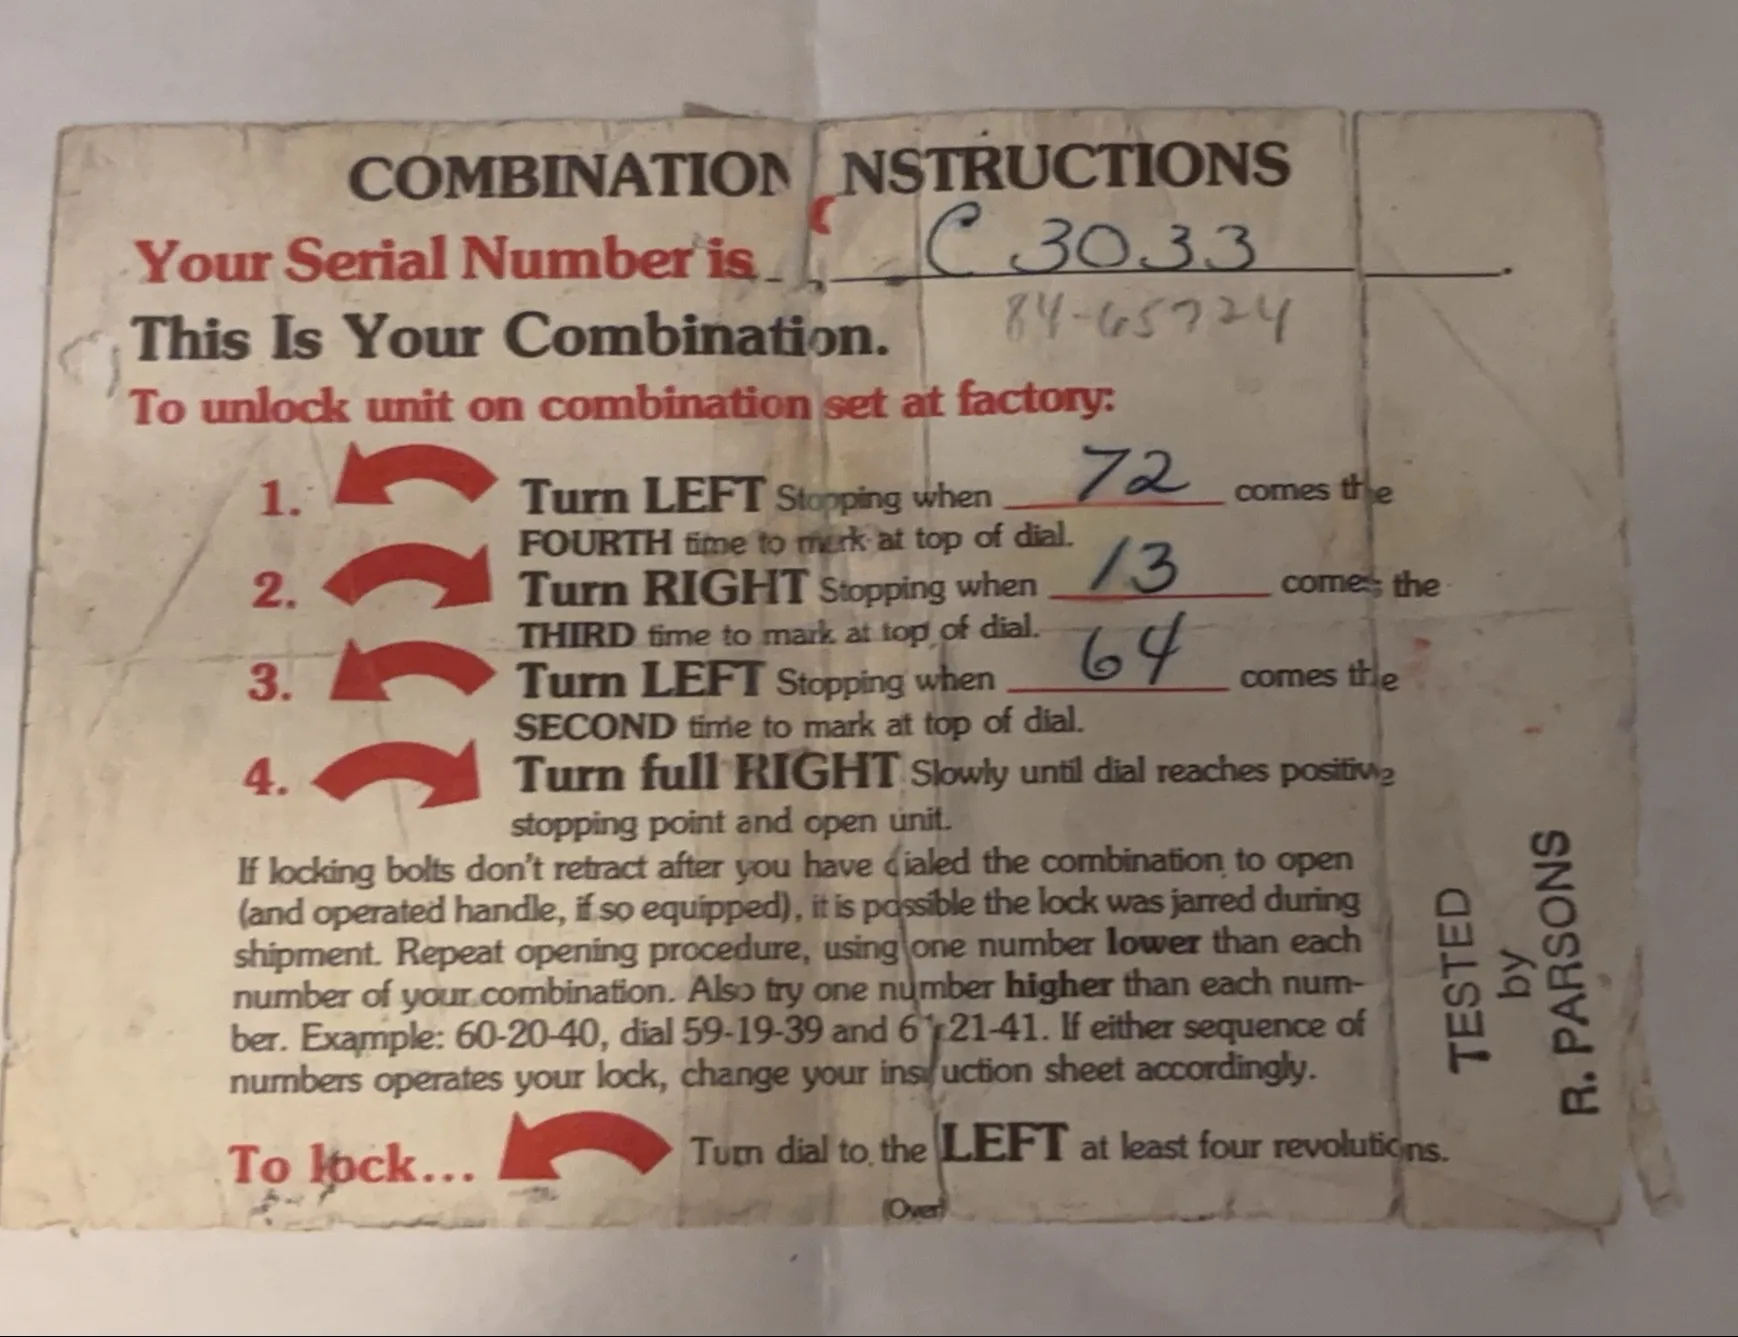 COMBINATION NSTRUCTIONS
Your Serial Number is C 3033.
84-65724
This Is Your Combination.
To unlock unit on combination set at factory:
1. Turn LEFT Stopping when 72 comes the
FOURTH time to mark at top of dial.
2. Turn RIGHT Stopping when 13 comes the
THIRD time to mark at top of dial.
3. Turn LEFT Stopping when 64 comes the
SECOND time to mark at top of dial.
4. Turn full RIGHT Slowly until dial reaches positive
stopping point and open unit.
If locking bolts don't retract after you have dialed the combination to open
(and operated handle, if so equipped), it is possible the lock was jarred during
shipment. Repeat opening procedure, using one number lower than each
number of your combination. Also try one number higher than each num-
ber. Example: 60-20-40, dial 59-19-39 and 6 21-41. If either sequence of
numbers operates your lock, change your instruction sheet accordingly.
To lock... Turn dial to the LEFT at least four revolutions.
(Over)
TESTED
by
R. PARSONS